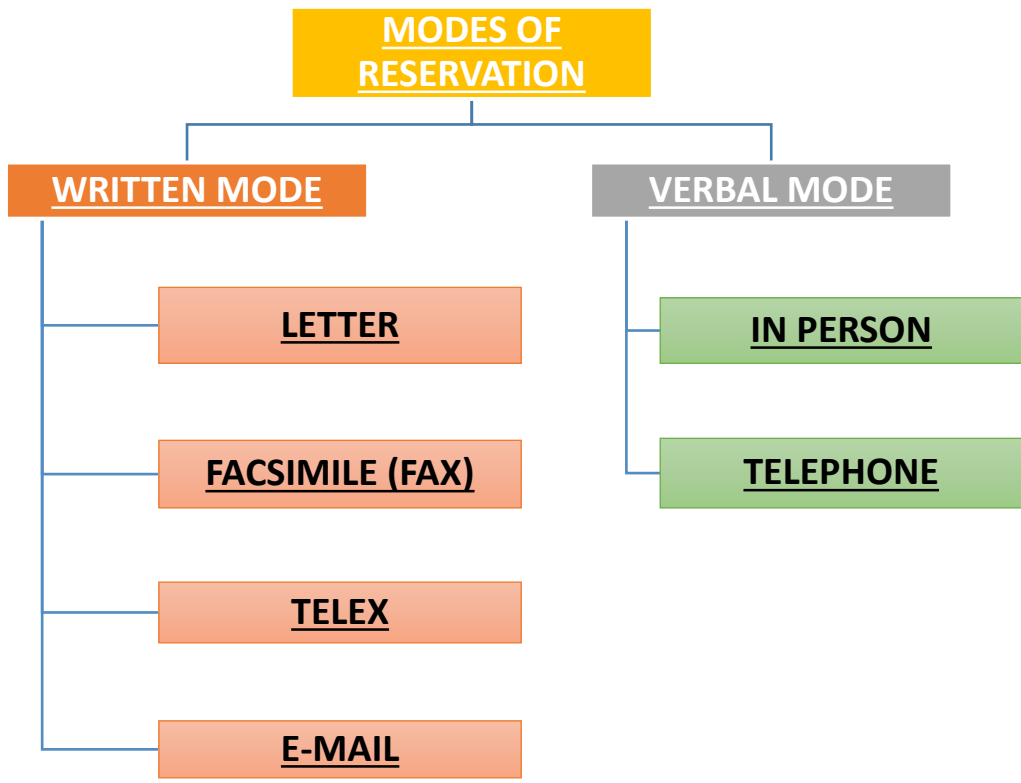 MODES OF
RESERVATION
WRITTEN MODE
VERBAL MODE
LETTER
IN PERSON
FACSIMILE (FAX)
TELEPHONE
TELEX
E-MAIL